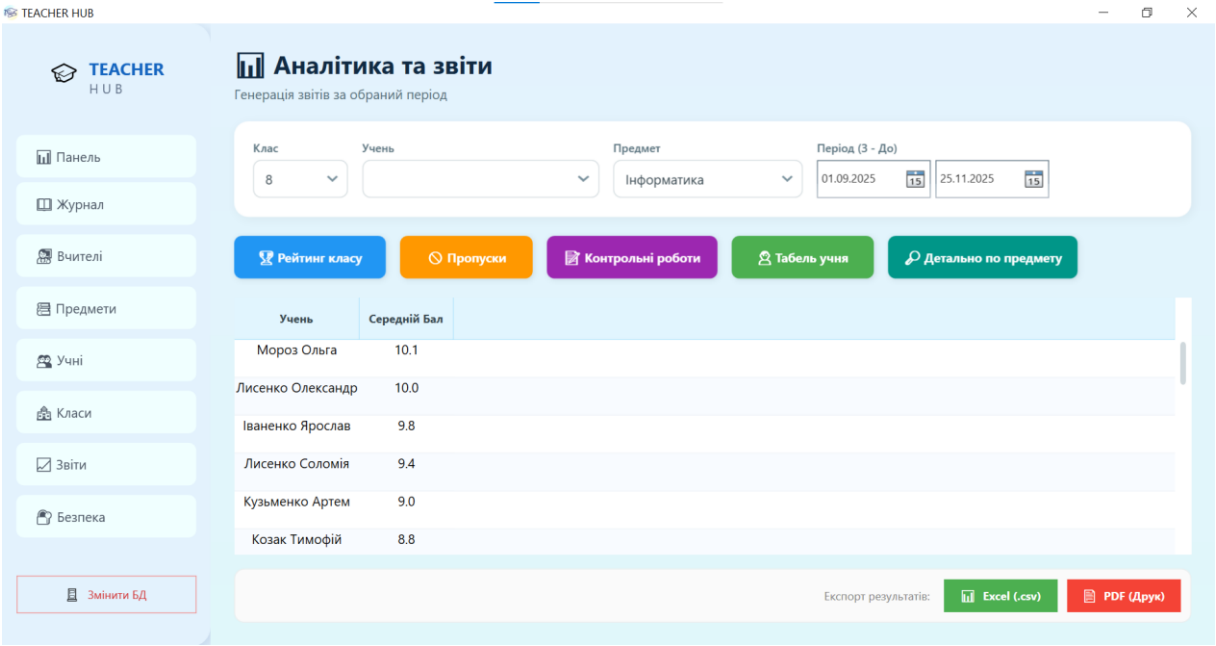 TEACHER HUB
TEACHER
HUB
Панель
Журнал
Вчителі
Предмети
Учні
Класи
Звіти
Безпека
Змінити БД
Аналітика та звіти
Генерація звітів за обраний період
Клас Учень Предмет Період (З - До)
8 Інформатика 01.09.2025 15 25.11.2025 15
Рейтинг класу Пропуски Контрольні роботи Табель учня Детально по предмету
Учень Середній Бал
Мороз Ольга 10.1
Лисенко Олександр 10.0
Іваненко Ярослав 9.8
Лисенко Соломія 9.4
Кузьменко Артем 9.0
Козак Тимофій 8.8
Експорт результатів: Excel (.csv) PDF (Друк)